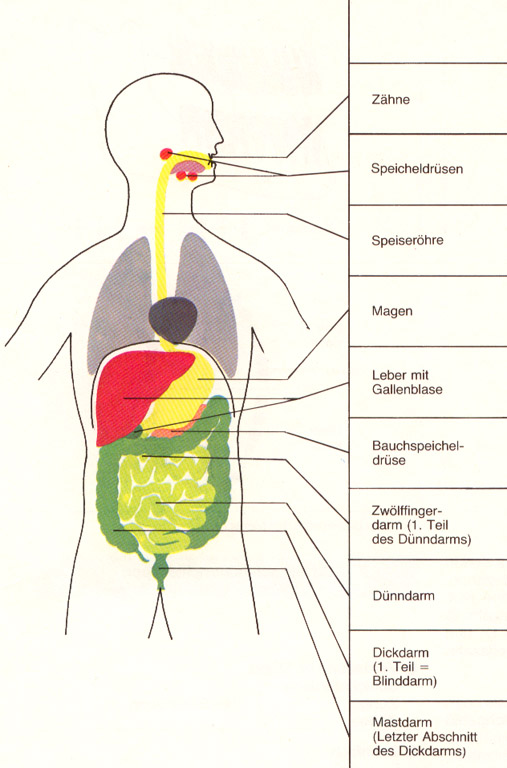 Zähne
Speicheldrüsen
Speiseröhre
Magen
Leber mit
Gallenblase
Bauchspeichel-
drüse
Zwölffinger-
darm (1. Teil
des Dünndarms)
Dünndarm
Dickdarm
(1. Teil =
Blinddarm)
Mastdarm
(Letzter Abschnitt
des Dickdarms)